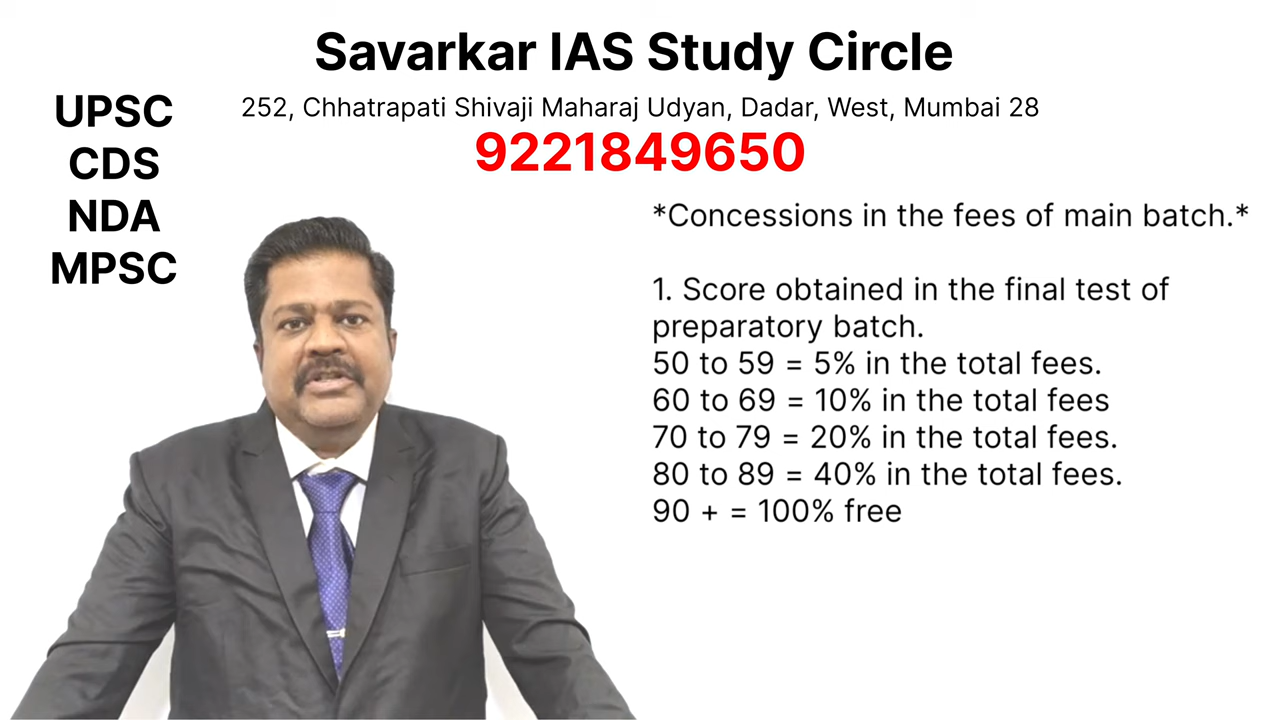 Savarkar IAS Study Circle
252, Chhatrapati Shivaji Maharaj Udyan, Dadar, West, Mumbai 28
9221849650
UPSC
CDS
NDA
MPSC
*Concessions in the fees of main batch.*
1. Score obtained in the final test of
preparatory batch.
50 to 59 = 5% in the total fees.
60 to 69 = 10% in the total fees
70 to 79 = 20% in the total fees.
80 to 89 = 40% in the total fees.
90 + = 100% free